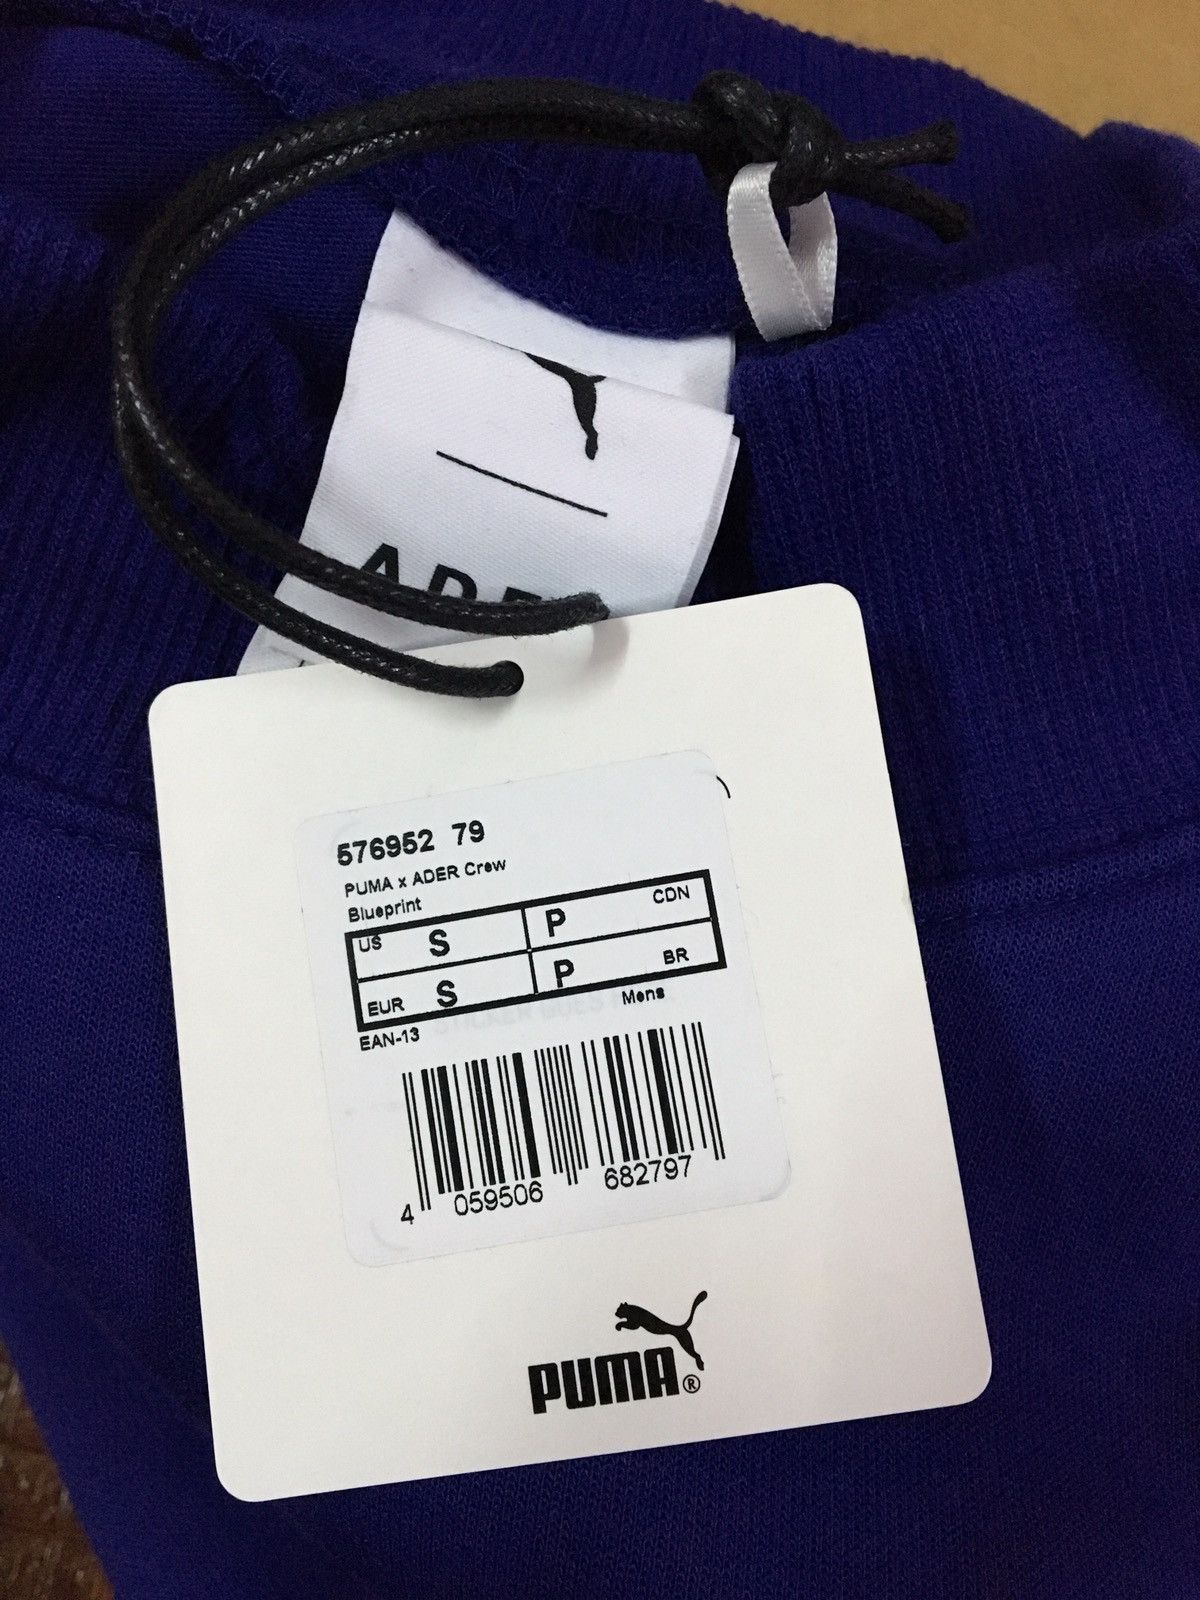 576952 79
PUMA x ADER Crew
Blueprint
US S P CDN
EUR S P BR
EAN-13 Mens
4 059506 682797
PUMA®